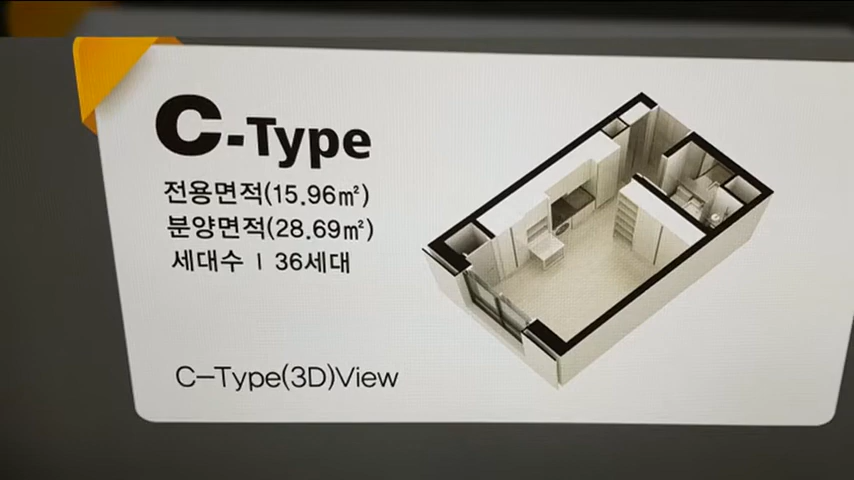 C-Type
전용면적(15.96㎡)
분양면적(28.69㎡)
세대수 I 36세대
C-Type(3D)View